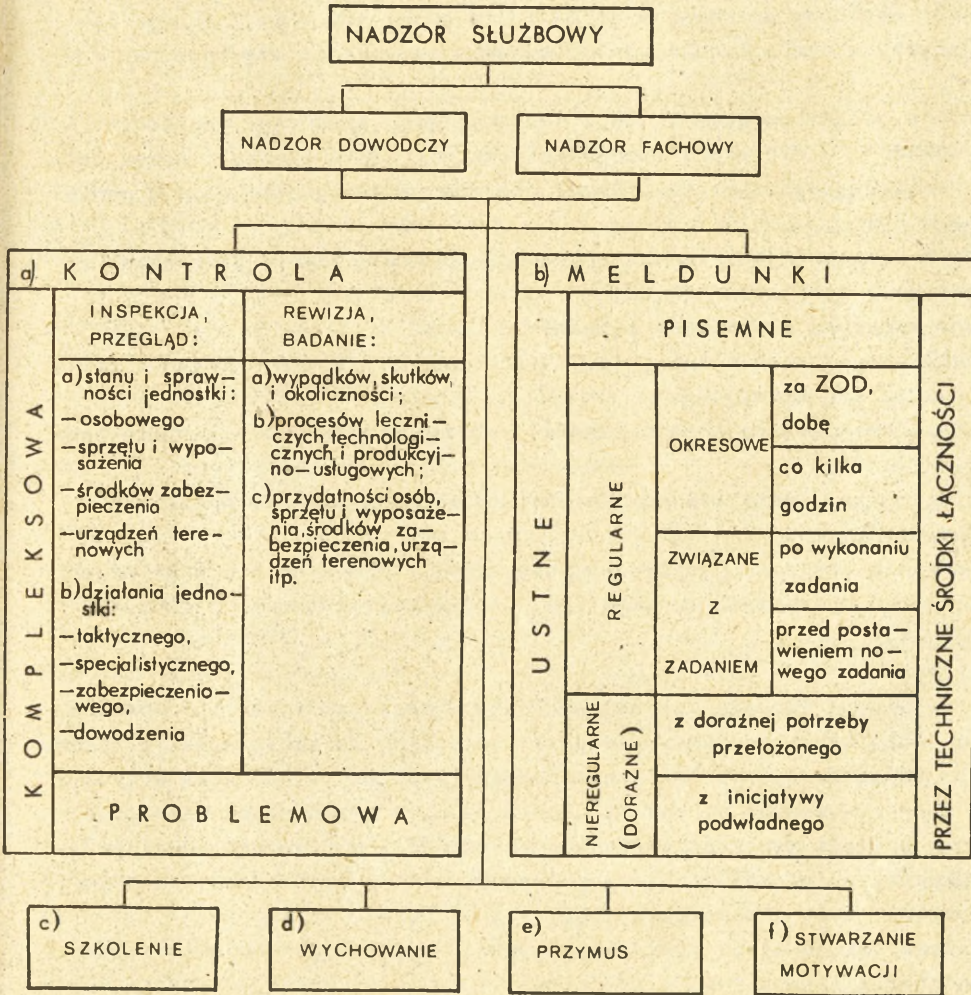 NADZÓR SŁUŻBOWY
NADZÓR DOWÓDCZY
NADZÓR FACHOWY
a) KONTROLA
KOMPLEKSOWA
INSPEKCJA,
PRZEGLĄD:
a) stanu i spraw-
ności jednostki:
— osobowego
— sprzętu i wypo-
sażenia
— środków zabez-
pieczenia
— urządzeń tere-
nowych
b) działania jedno-
stki:
— taktycznego,
— specjalistycznego,
— zabezpieczenio-
wego,
— dowodzenia
REWIZJA,
BADANIE:
a) wypadków, skutków,
i okoliczności;
b) procesów leczni-
czych, technologi-
cznych i produkcyj-
no-usługowych;
c) przydatności osób,
sprzętu i wyposaże-
nia, środków za-
bezpieczenia, urzą-
dzeń terenowych
itp.
PROBLEMOWA
b) MELDUNKI
USTNE
PISEMNE
REGULARNE
OKRESOWE
za ZOD,
dobę
co kilka
godzin
ZWIĄZANE
Z
ZADANIEM
po wykonaniu
zadania
przed posta-
wieniem no-
wego zadania
NIEREGULARNE
(DORAŹNE)
z doraźnej potrzeby
przełożonego
z inicjatywy
podwładnego
PRZEZ TECHNICZNE ŚRODKI ŁĄCZNOŚCI
c)
SZKOLENIE
d)
WYCHOWANIE
e)
PRZYMUS
f) STWARZANIE
MOTYWACJI